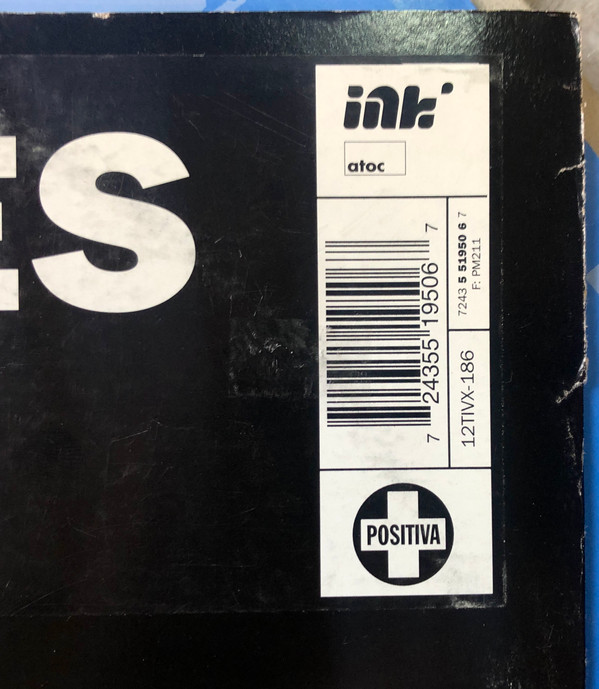 ES
ink
atoc
7 24355 19506 7
7243 5 51950 6 7
F: PM211
12TIVX-186
POSITIVA